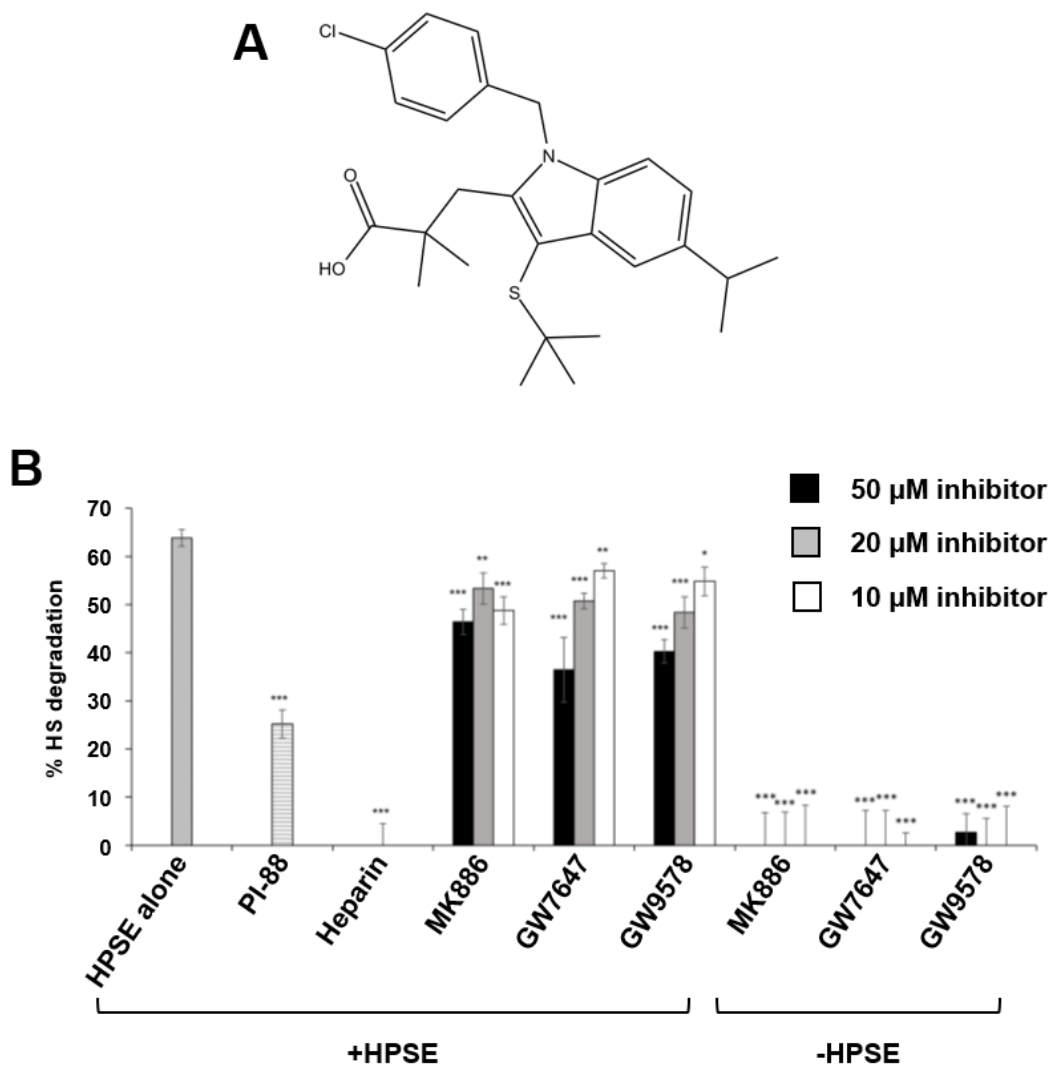 A
Cl
N
O
HO
S
B
50 µM inhibitor
20 µM inhibitor
10 µM inhibitor
% HS degradation
70
60
50
40
30
20
10
0
***
***
***
**
***
***
***
**
***
***
*
***
***
***
***
***
***
***
***
***
HPSE alone
PI-88
Heparin
MK886
GW7647
GW9578
MK886
GW7647
GW9578
+HPSE
-HPSE